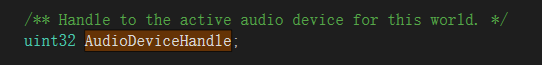 /** Handle to the active audio device for this world. */
uint32 AudioDeviceHandle;